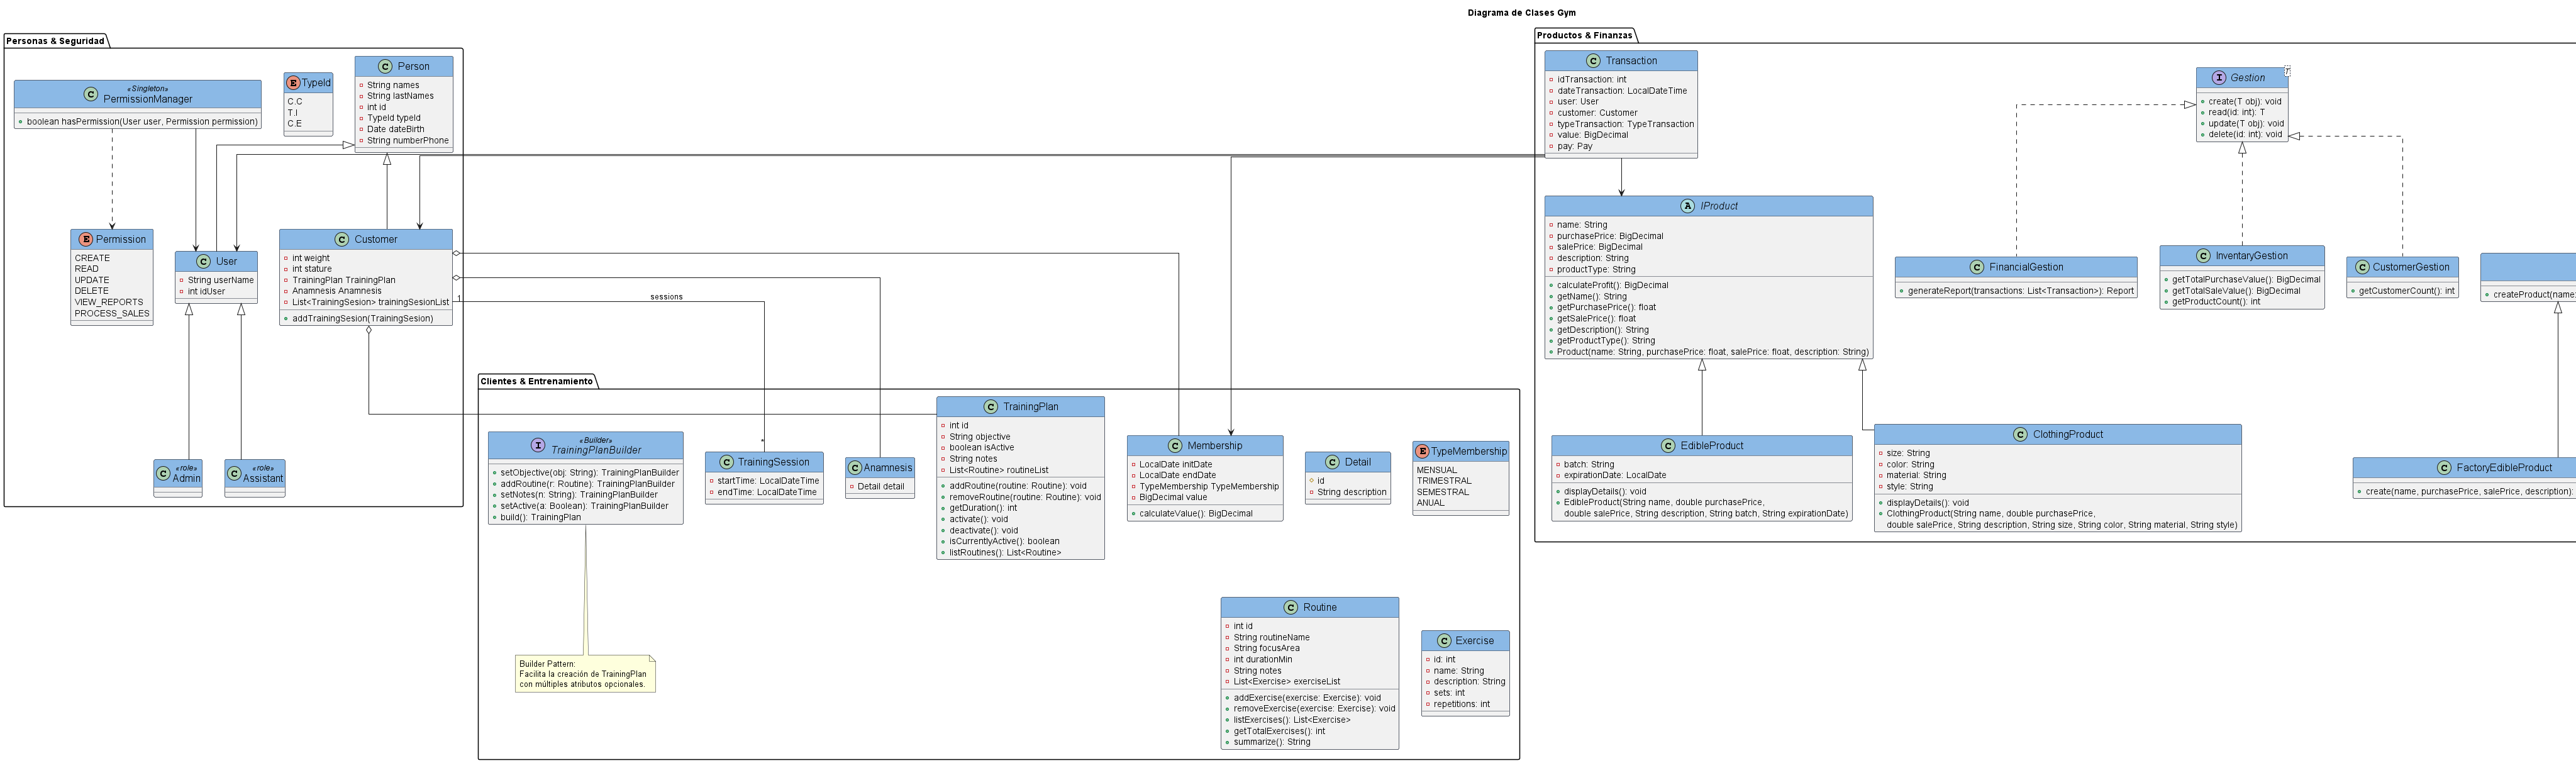 Diagrama de Clases Gym
Personas & Seguridad
«Singleton»
PermissionManager
boolean hasPermission(User user, Permission permission)
TypeId
C.C
T.I
C.E
Person
String names
String lastNames
int id
TypeId typeId
Date dateBirth
String numberPhone
Permission
CREATE
READ
UPDATE
DELETE
VIEW_REPORTS
PROCESS_SALES
User
String userName
int idUser
Customer
int weight
int stature
TrainingPlan TrainingPlan
Anamnesis Anamnesis
List<TrainingSesion> trainingSesionList
addTrainingSesion(TrainingSesion)
1
sessions
*
«role»
Admin
«role»
Assistant
Clientes & Entrenamiento
«Builder»
TrainingPlanBuilder
setObjective(obj: String): TrainingPlanBuilder
addRoutine(r: Routine): TrainingPlanBuilder
setNotes(n: String): TrainingPlanBuilder
setActive(a: Boolean): TrainingPlanBuilder
build(): TrainingPlan
TrainingSession
startTime: LocalDateTime
endTime: LocalDateTime
Anamnesis
Detail detail
TrainingPlan
int id
String objective
boolean isActive
String notes
List<Routine> routineList
addRoutine(routine: Routine): void
removeRoutine(routine: Routine): void
getDuration(): int
activate(): void
deactivate(): void
isCurrentlyActive(): boolean
listRoutines(): List<Routine>
Membership
LocalDate initDate
LocalDate endDate
TypeMembership TypeMembership
BigDecimal value
calculateValue(): BigDecimal
Detail
id
String description
TypeMembership
MENSUAL
TRIMESTRAL
SEMESTRAL
ANUAL
Builder Pattern:
Facilita la creación de TrainingPlan
con múltiples atributos opcionales.
Routine
int id
String routineName
String focusArea
int durationMin
String notes
List<Exercise> exerciseList
addExercise(exercise: Exercise): void
removeExercise(exercise: Exercise): void
listExercises(): List<Exercise>
getTotalExercises(): int
summarize(): String
Exercise
id: int
name: String
description: String
sets: int
repetitions: int
Productos & Finanzas
Transaction
idTransaction: int
dateTransaction: LocalDateTime
user: User
customer: Customer
typeTransaction: TypeTransaction
value: BigDecimal
pay: Pay
Gestion
T
create(T obj): void
read(id: int): T
update(T obj): void
delete(id: int): void
IProduct
name: String
purchasePrice: BigDecimal
salePrice: BigDecimal
description: String
productType: String
calculateProfit(): BigDecimal
getName(): String
getPurchasePrice(): float
getSalePrice(): float
getDescription(): String
getProductType(): String
Product(name: String, purchasePrice: float, salePrice: float, description: String)
FinancialGestion
generateReport(transactions: List<Transaction>): Report
InventaryGestion
getTotalPurchaseValue(): BigDecimal
getTotalSaleValue(): BigDecimal
getProductCount(): int
CustomerGestion
getCustomerCount(): int
createProduct(name:
EdibleProduct
batch: String
expirationDate: LocalDate
displayDetails(): void
EdibleProduct(String name, double purchasePrice,
double salePrice, String description, String batch, String expirationDate)
ClothingProduct
size: String
color: String
material: String
style: String
displayDetails(): void
ClothingProduct(String name, double purchasePrice,
double salePrice, String description, String size, String color, String material, String style)
FactoryEdibleProduct
create(name, purchasePrice, salePrice, description):